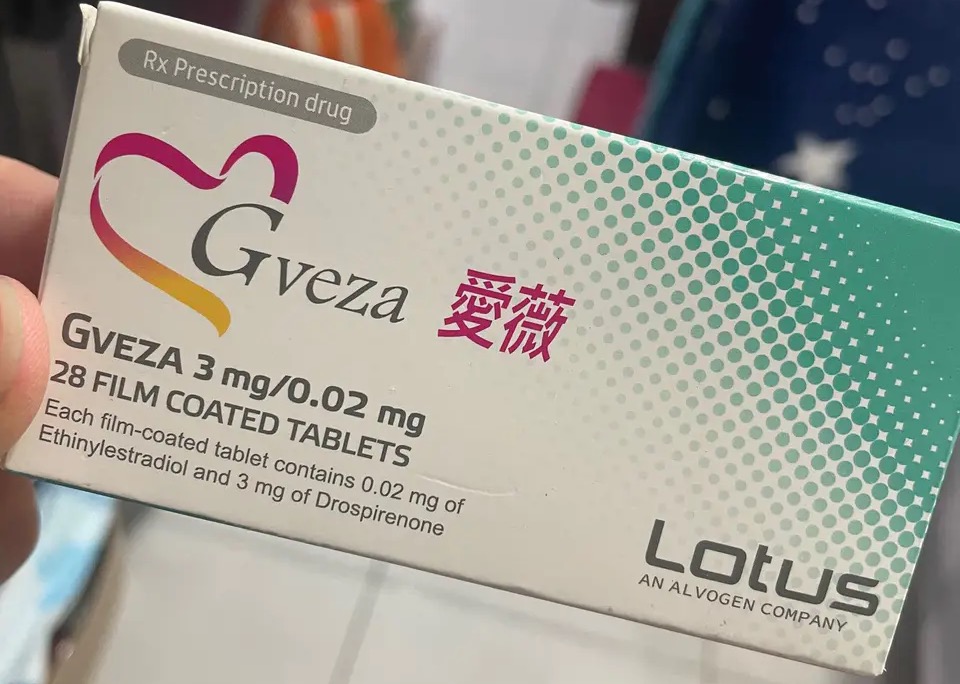 Rx Prescription drug
Gveza 愛薇
GVEZA 3 mg/0.02 mg
28 FILM COATED TABLETS
Each film-coated tablet contains 0.02 mg of
Ethinylestradiol and 3 mg of Drospirenone
Lotus
AN ALVOGEN COMPANY